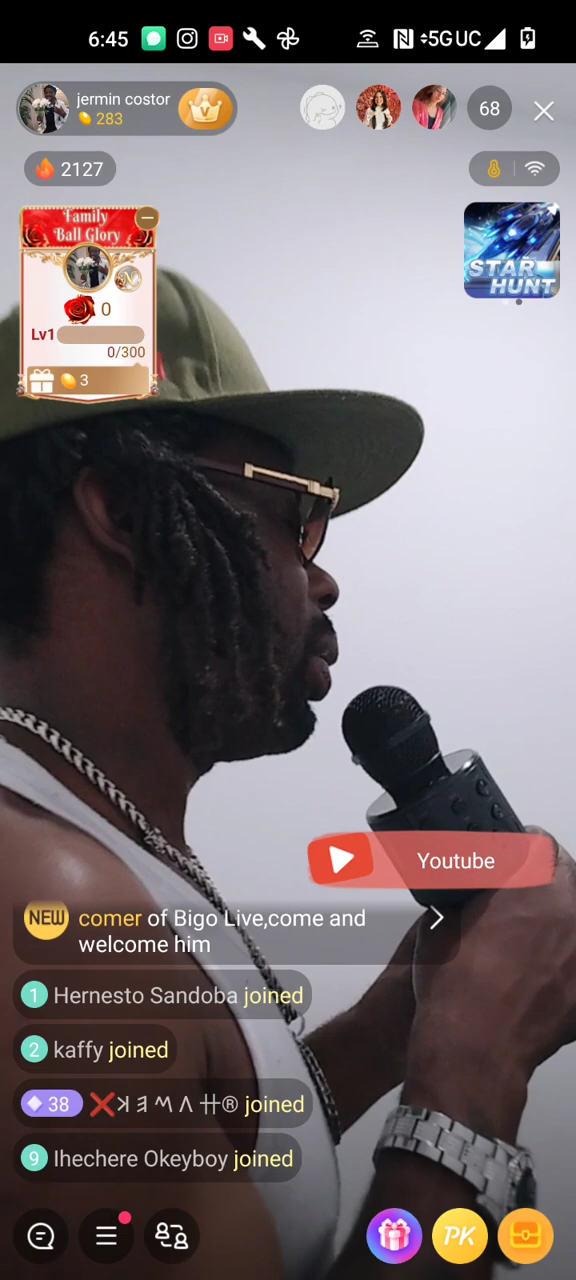 6:45
5G UC
jermin costor
283
V
68
2127
Family
Ball Glory
N
0
Lv1
0/300
3
STAR
HUNT
Youtube
NEW comer of Bigo Live,come and
welcome him
1 Hernesto Sandoba joined
2 kaffy joined
38 joined
9 Ihechere Okeyboy joined
PK